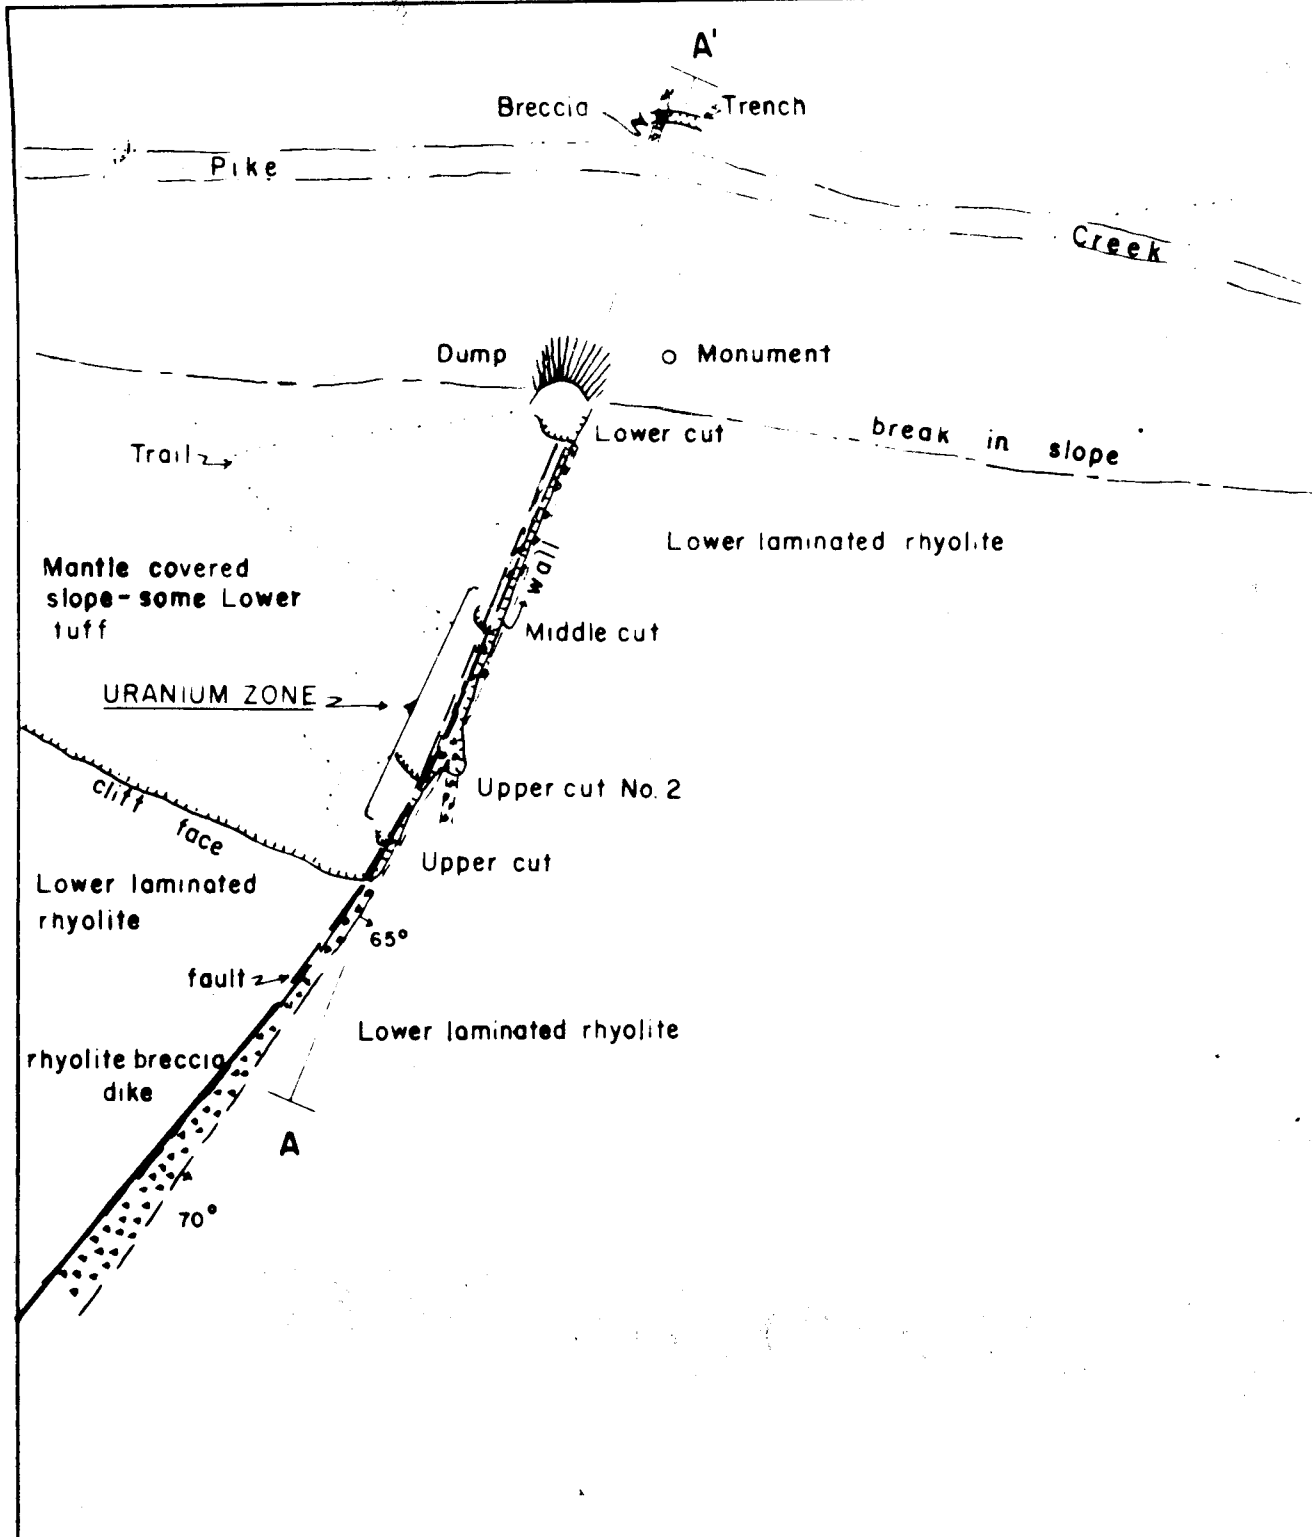 A'
Breccia
Trench
Pike
Creek
Dump
Monument
Lower cut
break in slope
Trail
Lower laminated rhyolite
Mantle covered
slope-some Lower
tuff
wall
Middle cut
URANIUM ZONE
Upper cut No. 2
cliff face
Upper cut
Lower laminated
rhyolite
65°
fault
Lower laminated rhyolite
rhyolite breccia
dike
A
70°